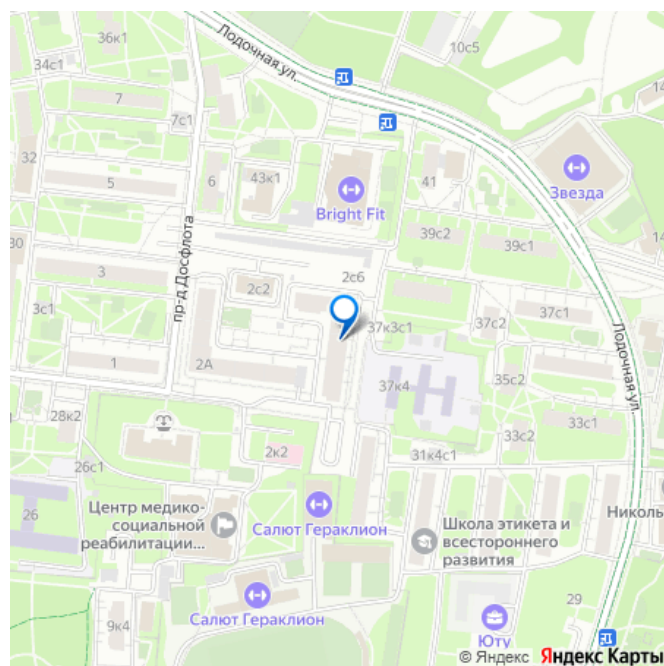 36к1
Лодочная ул.
10с5
34с1
7
7с1
32
43к1
6
5
41
Звезда
Bright Fit
39с2
39с1
30
пр-д Досфлота
2с6
3
2с2
3с1
37с1
37к3с1
37с2
Лодочная ул.
1
2А
35с2
37к4
28к2
33с1
33с2
2к2
31к4с1
26с1
26
Центр медико-
социальной
реабилитации...
Салют Гераклион
Школа этикета и
всестороннего
развития
Николь
Салют Гераклион
29
9к4
Юту
© Яндекс Яндекс Карты